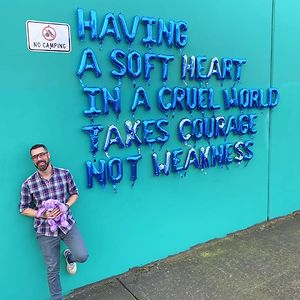 NO CAMPING
HAVING
A SOFT HEART
IN A CRUEL WORLD
TAKES COURAGE
NOT WEAKNESS